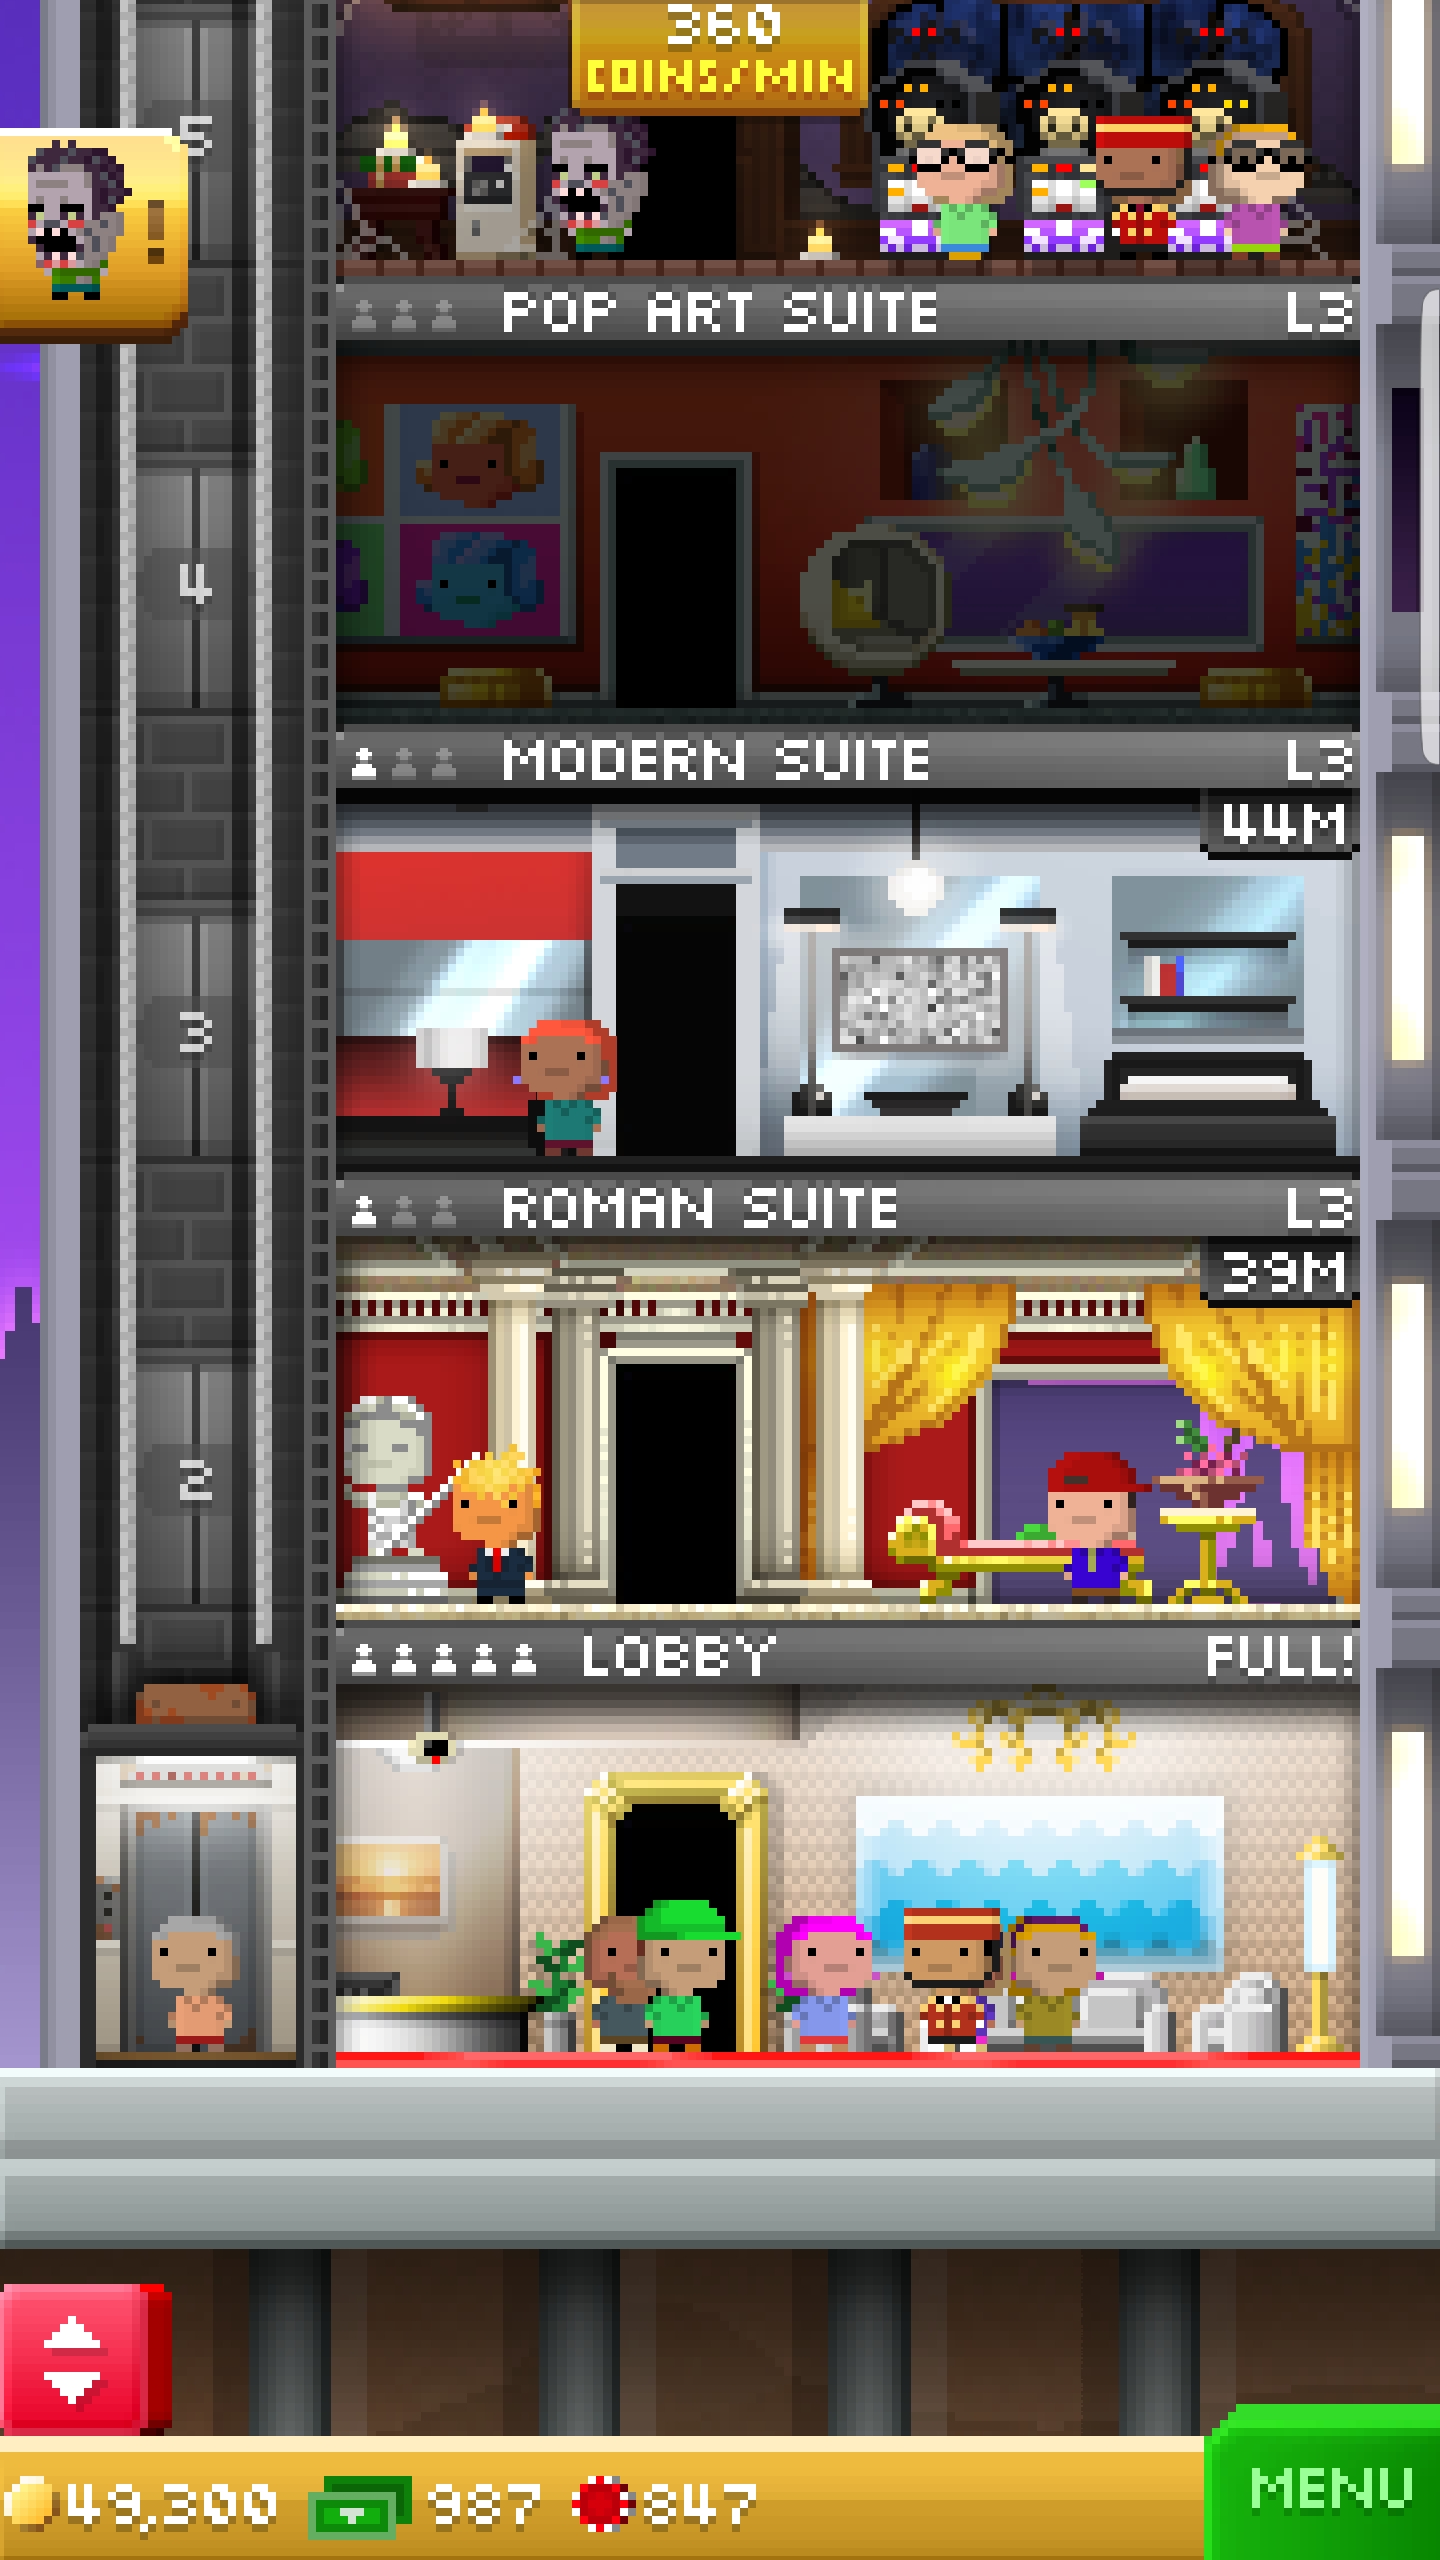 360
COINS/MIN
5
!
POP ART SUITE L3
4
MODERN SUITE L3
44M
3
ROMAN SUITE L3
39M
2
LOBBY FULL!
49,300 987 847
MENU